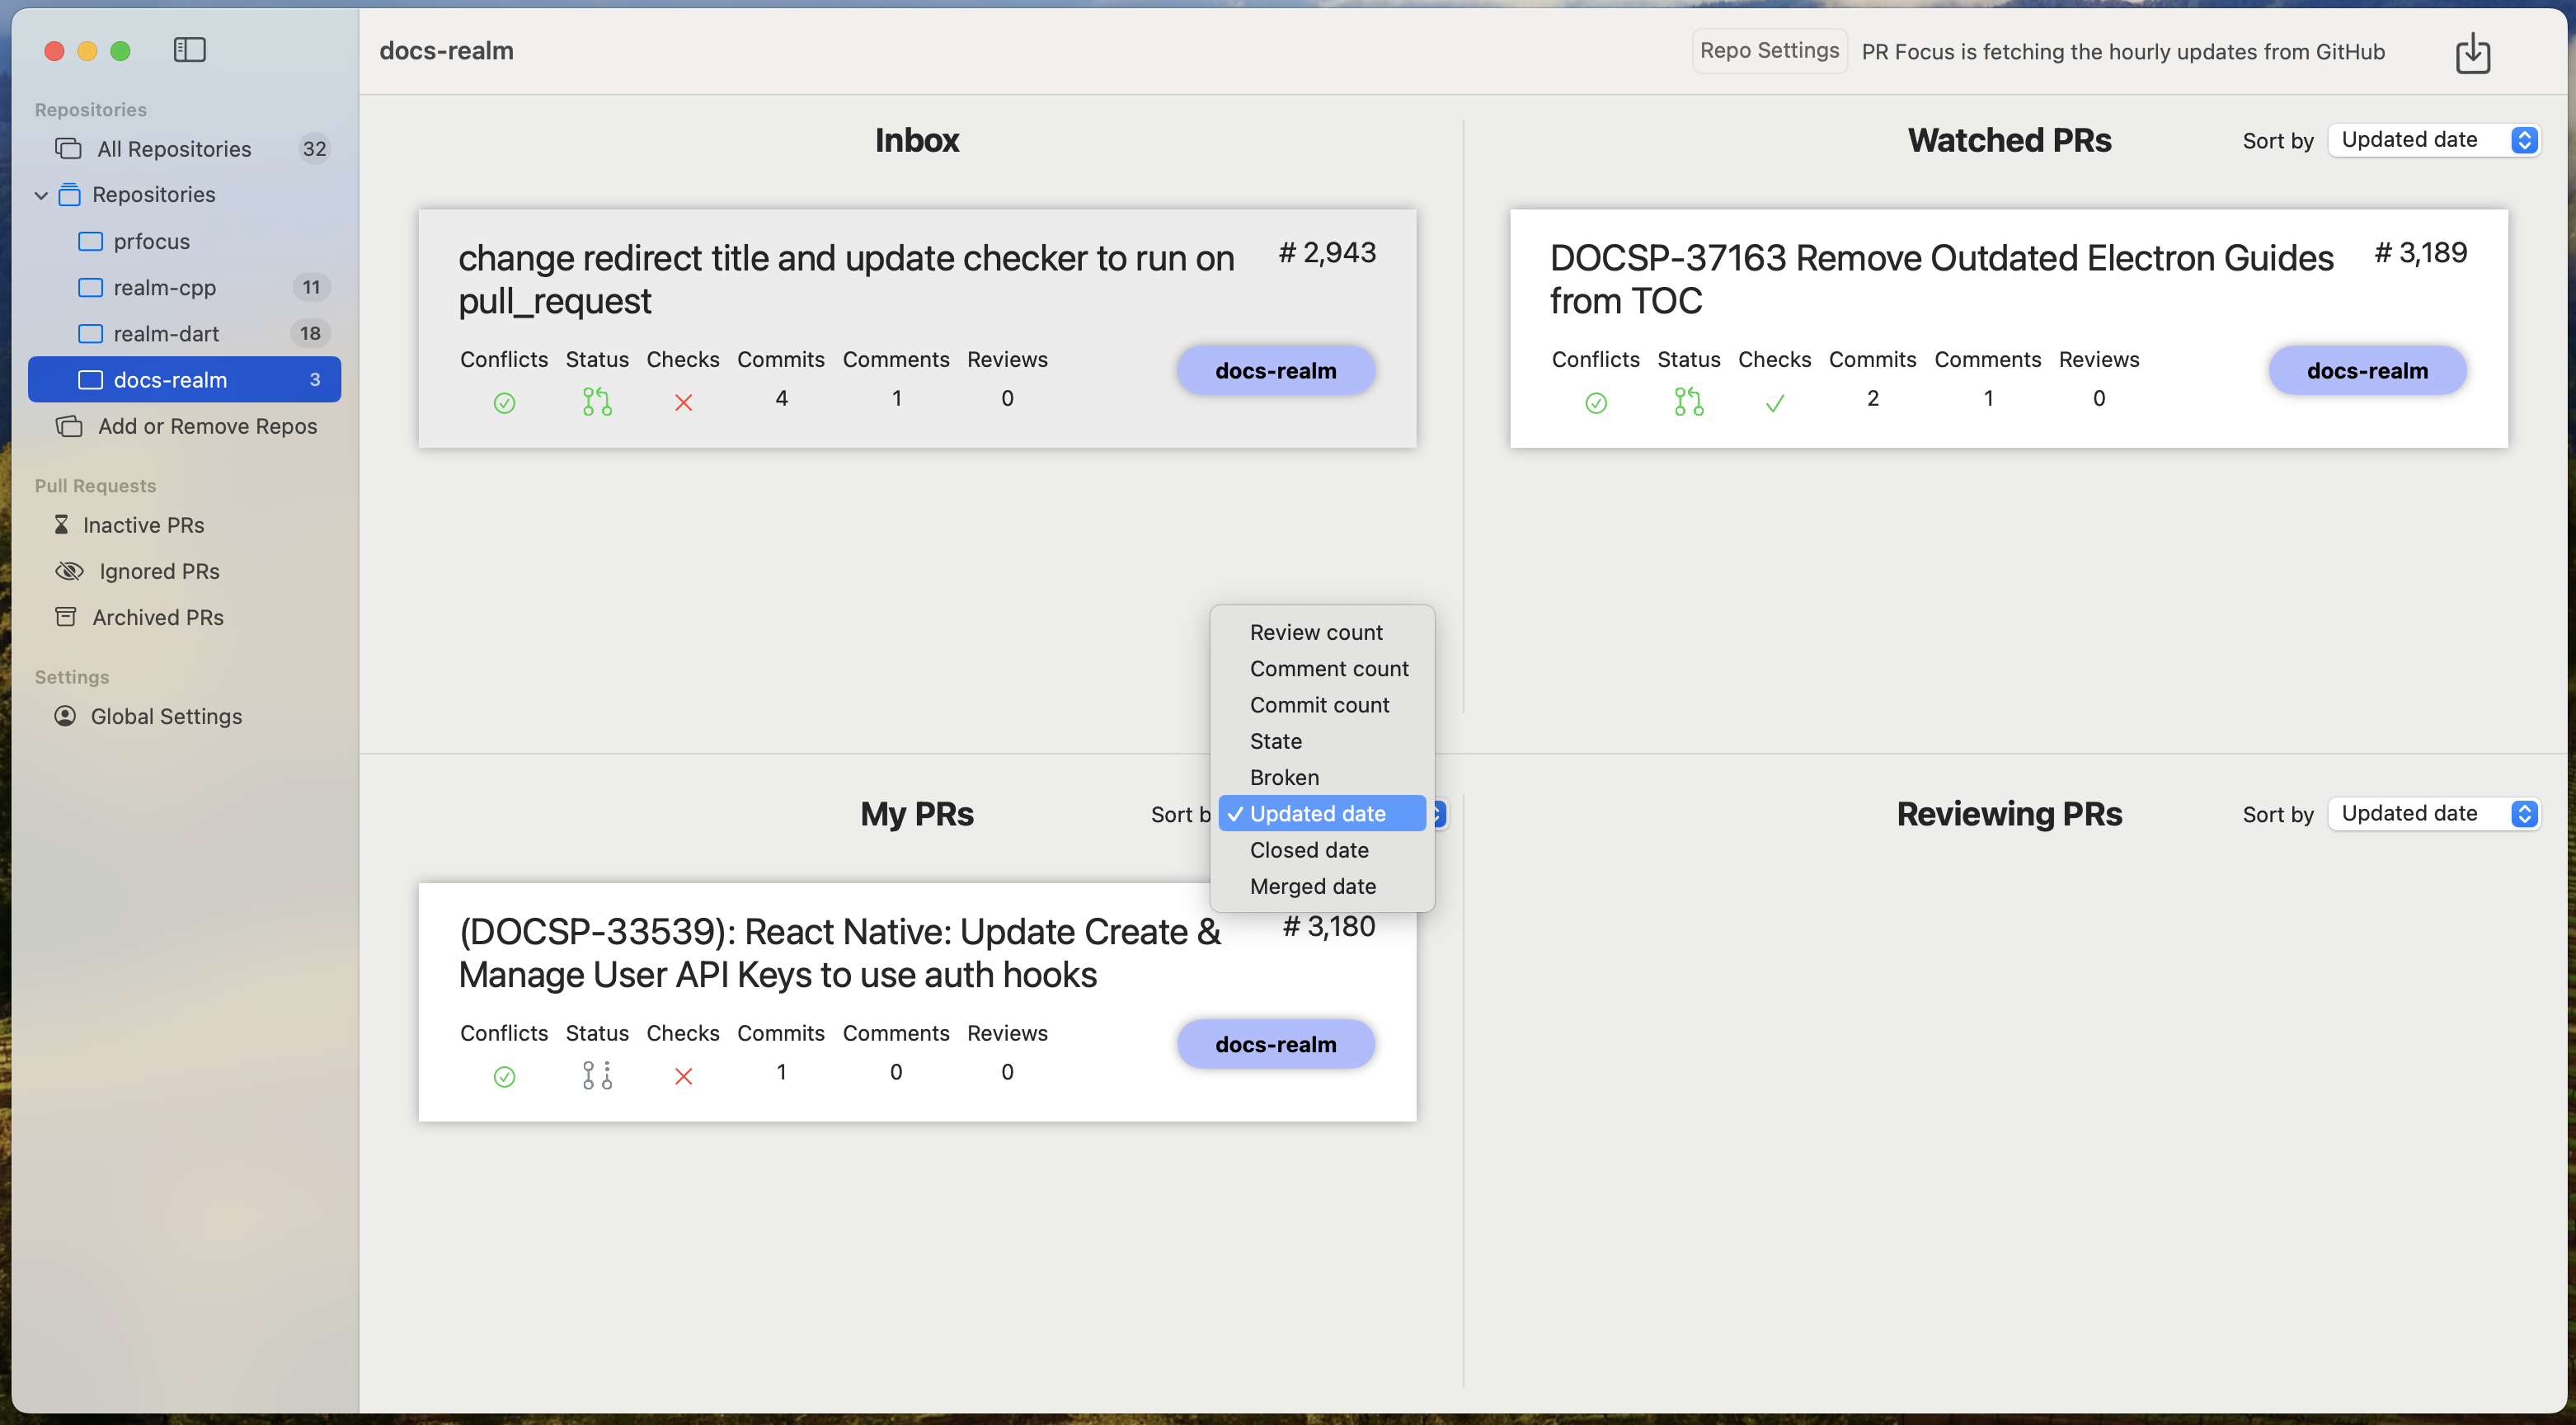 docs-realm
Repo Settings
PR Focus is fetching the hourly updates from GitHub
Repositories
All Repositories 32
Repositories
prfocus
realm-cpp 11
realm-dart 18
docs-realm 3
Add or Remove Repos
Pull Requests
Inactive PRs
Ignored PRs
Archived PRs
Settings
Global Settings
Inbox
change redirect title and update checker to run on
pull_request
# 2,943
Conflicts Status Checks Commits Comments Reviews
4 1 0
docs-realm
Watched PRs
Sort by Updated date
DOCSP-37163 Remove Outdated Electron Guides
from TOC
# 3,189
Conflicts Status Checks Commits Comments Reviews
2 1 0
docs-realm
My PRs
Sort b
Review count
Comment count
Commit count
State
Broken
Updated date
Closed date
Merged date
(DOCSP-33539): React Native: Update Create &
Manage User API Keys to use auth hooks
# 3,180
Conflicts Status Checks Commits Comments Reviews
1 0 0
docs-realm
Reviewing PRs
Sort by Updated date